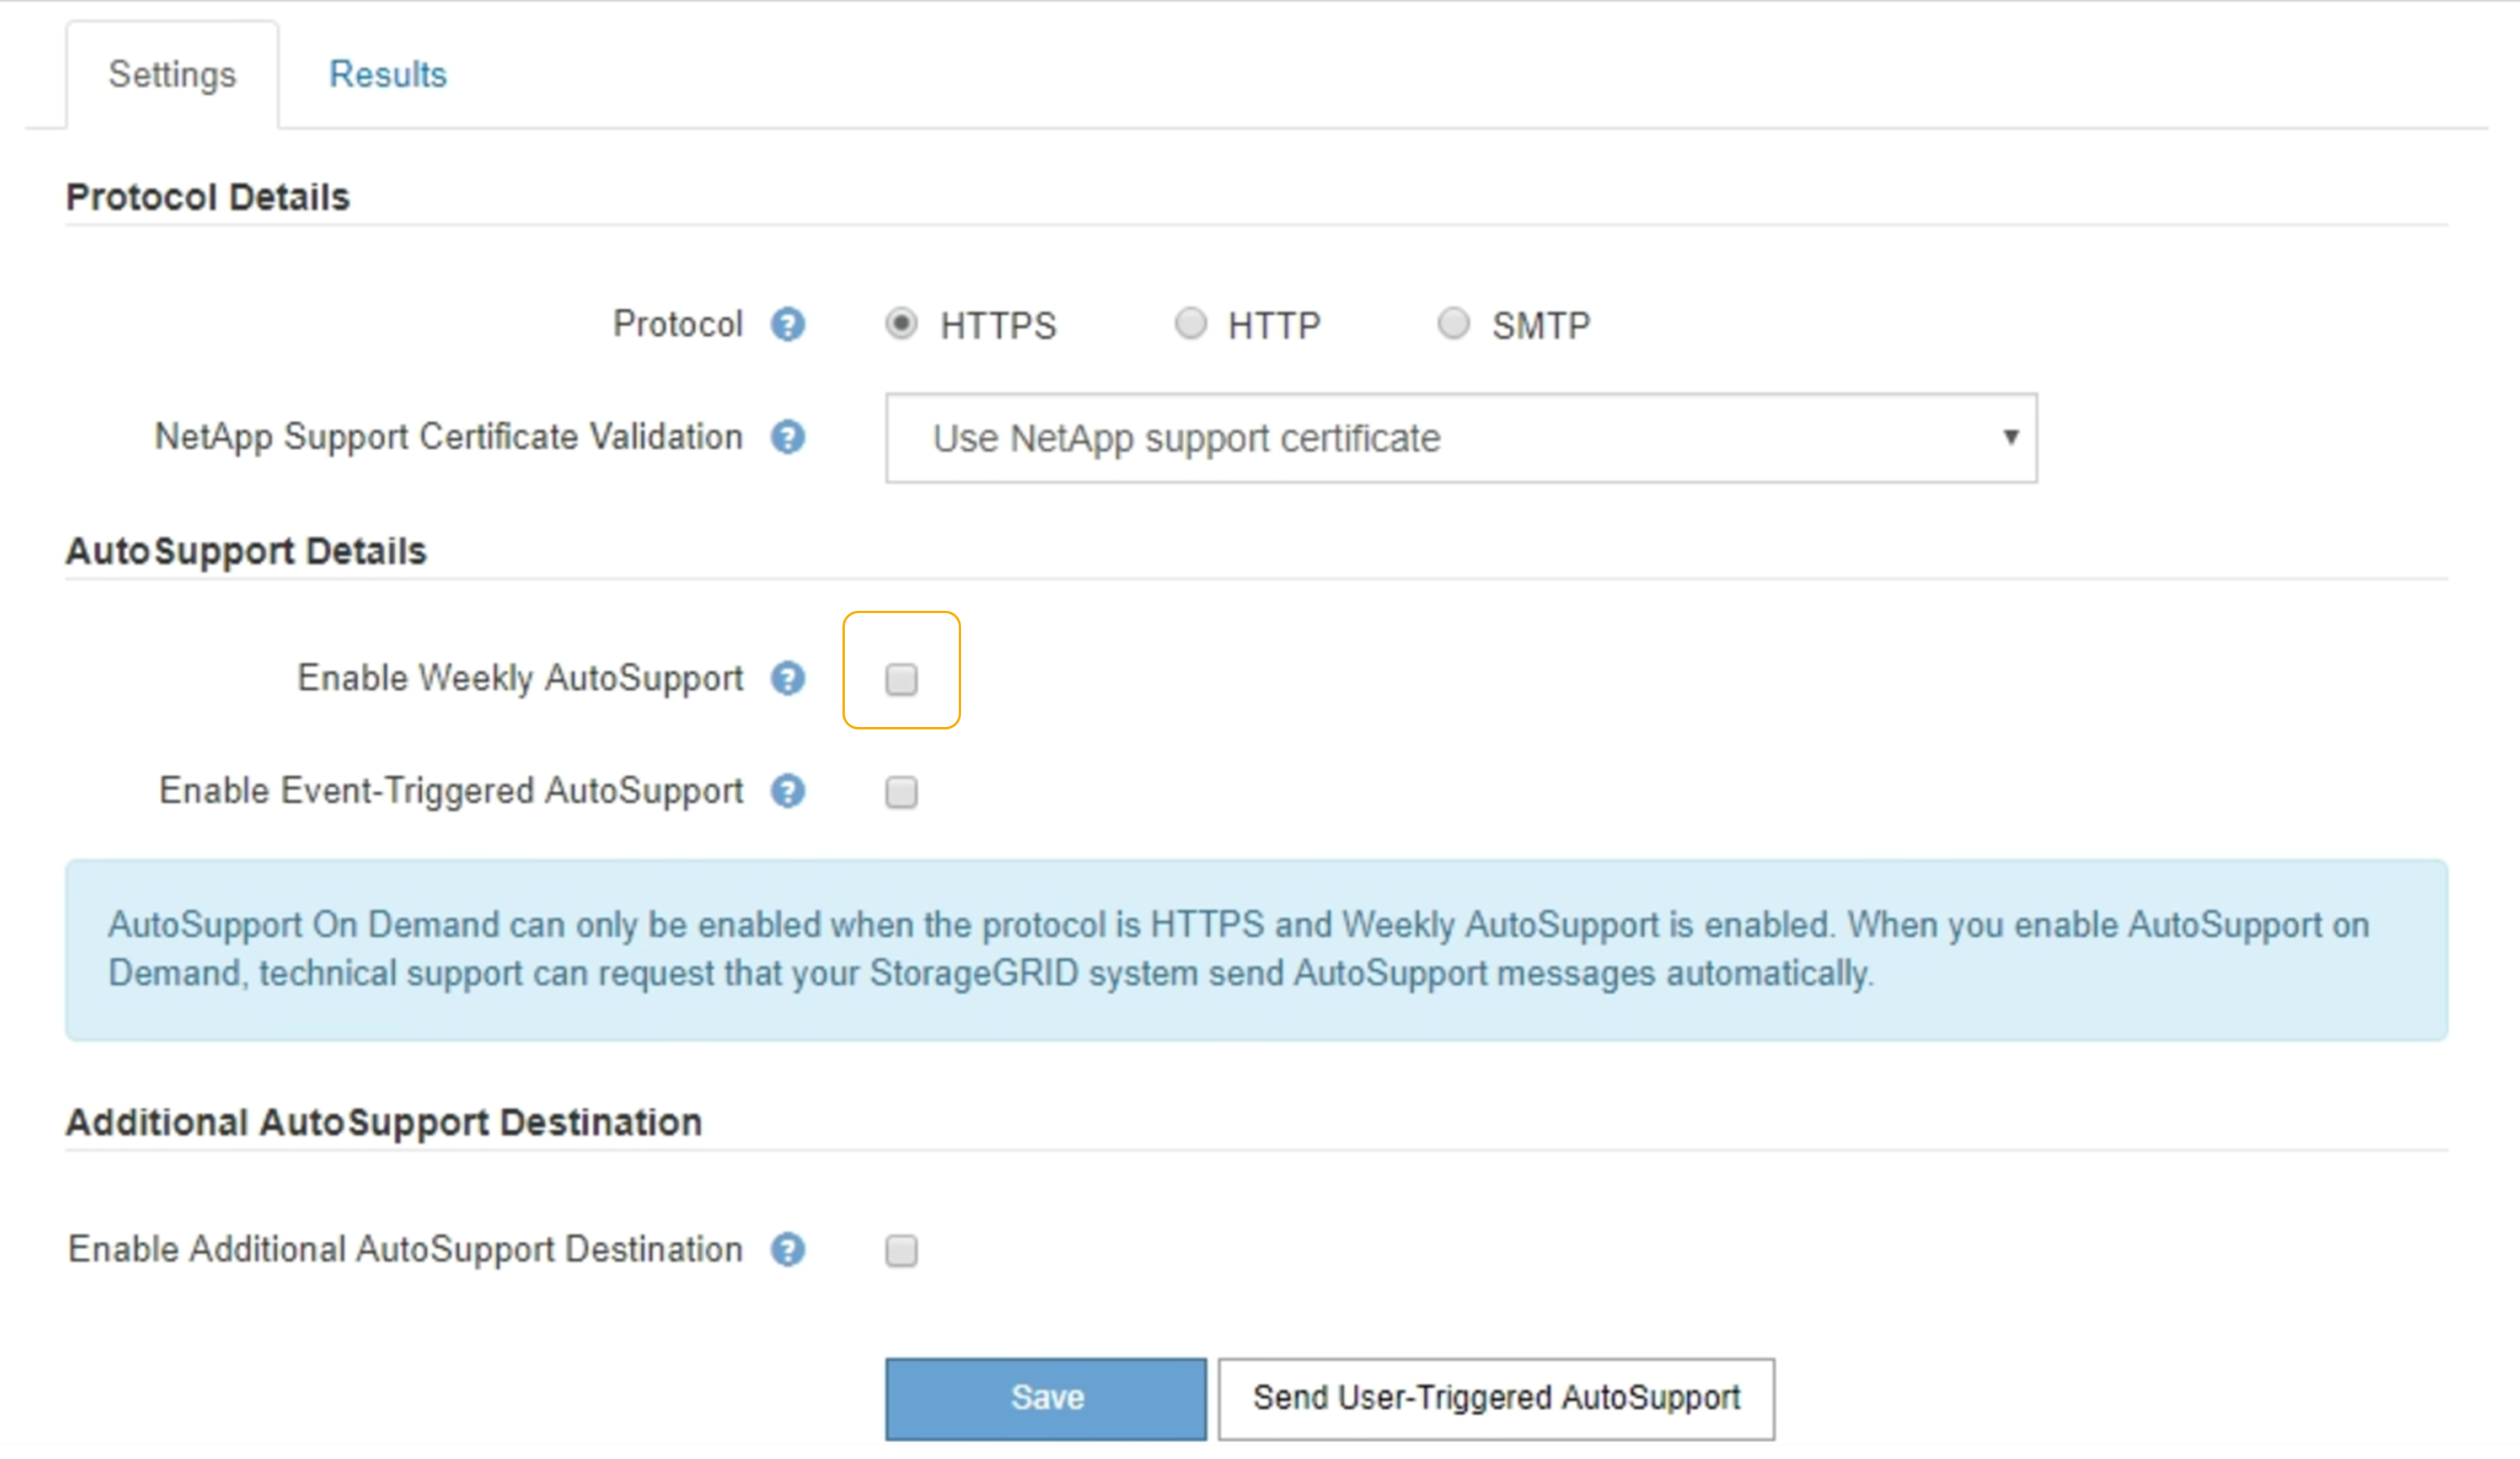 Settings
Results
Protocol Details
Protocol ? HTTPS HTTP SMTP
NetApp Support Certificate Validation ? Use NetApp support certificate
AutoSupport Details
Enable Weekly AutoSupport ?
Enable Event-Triggered AutoSupport ?
AutoSupport On Demand can only be enabled when the protocol is HTTPS and Weekly AutoSupport is enabled. When you enable AutoSupport on
Demand, technical support can request that your StorageGRID system send AutoSupport messages automatically.
Additional AutoSupport Destination
Enable Additional AutoSupport Destination ?
Save
Send User-Triggered AutoSupport